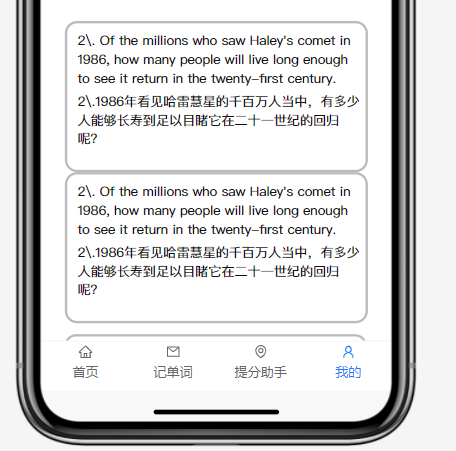 2\. Of the millions who saw Haley's comet in
1986, how many people will live long enough
to see it return in the twenty-first century.
2\.1986年看见哈雷慧星的千百万人当中，有多少
人能够长寿到足以目睹它在二十一世纪的回归
呢?
2\. Of the millions who saw Haley's comet in
1986, how many people will live long enough
to see it return in the twenty-first century.
2\.1986年看见哈雷慧星的千百万人当中，有多少
人能够长寿到足以目睹它在二十一世纪的回归
呢?
首页
记单词
提分助手
我的